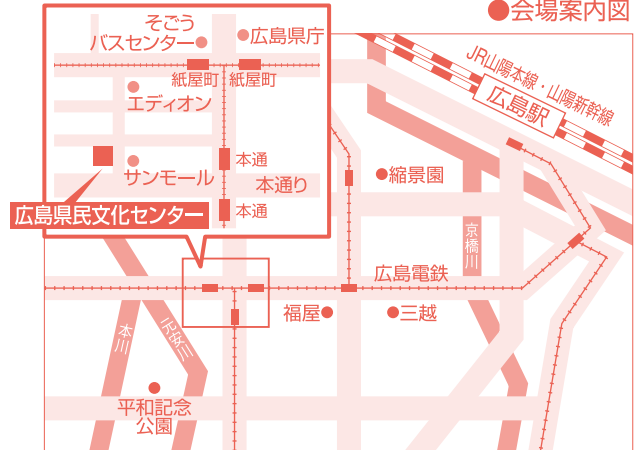 ●会場案内図
そごう
バスセンター
広島県庁
紙屋町
紙屋町
エディオン
本通
サンモール
本通り
本通
広島県民文化センター
JR山陽本線・山陽新幹線
広島駅
縮景園
京橋川
広島電鉄
福屋
三越
本川
元安川
平和記念
公園